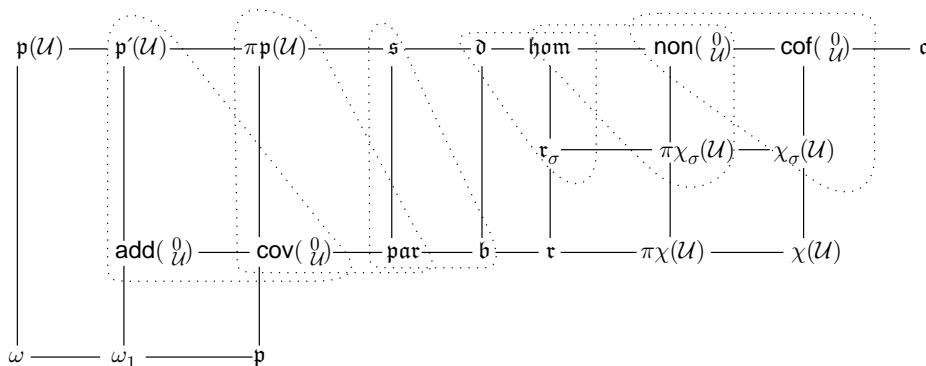 𝔭(𝒰) 𝔭´(𝒰) π𝔭(𝒰) 𝔰 𝔡 𝔥𝔬𝔪 non(⁰𝒰) cof(⁰𝒰) 𝔠
𝔯σ πχσ(𝒰) χσ(𝒰)
add(⁰𝒰) cov(⁰𝒰) 𝔭𝔞𝔯 𝔟 𝔯 πχ(𝒰) χ(𝒰)
ω ω₁ 𝔭